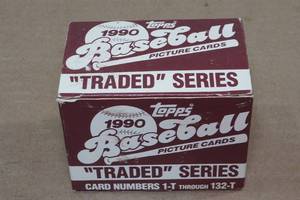 topps
1990
Baseball
PICTURE CARDS
"TRADED" SERIES
topps
1990
Baseball
PICTURE CARDS
"TRADED" SERIES
CARD NUMBERS 1-T THROUGH 132-T